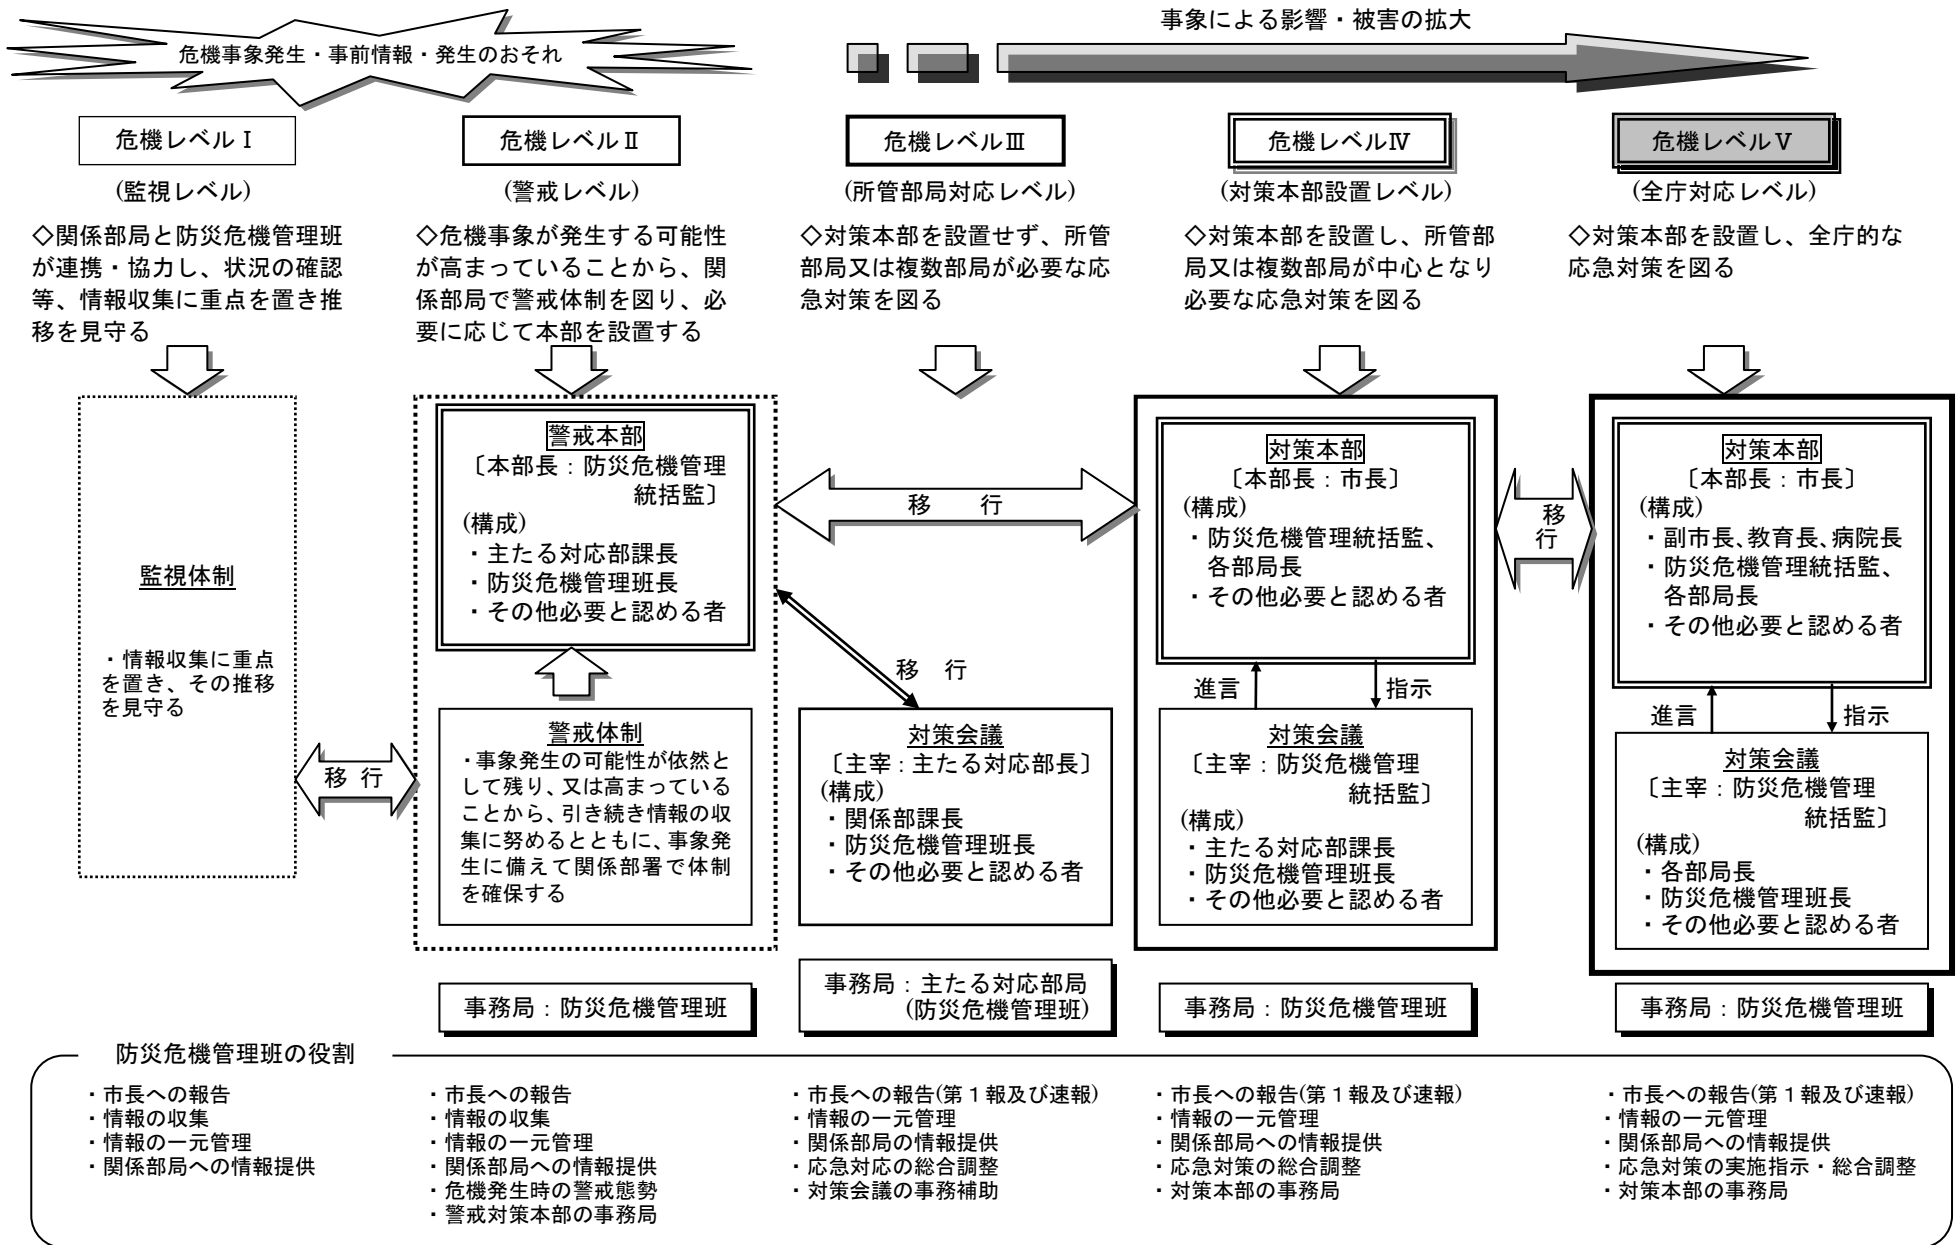 危機事象発生・事前情報・発生のおそれ
事象による影響・被害の拡大
危機レベルⅠ
(監視レベル)
◇関係部局と防災危機管理班
が連携・協力し、状況の確認
等、情報収集に重点を置き推
移を見守る
危機レベルⅡ
(警戒レベル)
◇危機事象が発生する可能性
が高まっていることから、関
係部局で警戒体制を図り、必
要に応じて本部を設置する
危機レベルⅢ
(所管部局対応レベル)
◇対策本部を設置せず、所管
部局又は複数部局が必要な応
急対策を図る
危機レベルⅣ
(対策本部設置レベル)
◇対策本部を設置し、所管部
局又は複数部局が中心となり
必要な応急対策を図る
危機レベルⅤ
(全庁対応レベル)
◇対策本部を設置し、全庁的な
応急対策を図る
監視体制
・情報収集に重点
を置き、その推移
を見守る
移 行
警戒本部
〔本部長：防災危機管理
統括監〕
(構成)
・主たる対応部課長
・防災危機管理班長
・その他必要と認める者
警戒体制
・事象発生の可能性が依然と
して残り、又は高まっている
ことから、引き続き情報の収
集に努めるとともに、事象発
生に備えて関係部署で体制
を確保する
事務局：防災危機管理班
移 行
移 行
対策会議
〔主宰：主たる対応部長〕
(構成)
・関係部課長
・防災危機管理班長
・その他必要と認める者
事務局：主たる対応部局
(防災危機管理班)
対策本部
〔本部長：市長〕
(構成)
・防災危機管理統括監、
各部局長
・その他必要と認める者
進言
指示
対策会議
〔主宰：防災危機管理
統括監〕
(構成)
・主たる対応部課長
・防災危機管理班長
・その他必要と認める者
事務局：防災危機管理班
移
行
対策本部
〔本部長：市長〕
(構成)
・副市長、教育長、病院長
・防災危機管理統括監、
各部局長
・その他必要と認める者
進言
指示
対策会議
〔主宰：防災危機管理
統括監〕
(構成)
・各部局長
・防災危機管理班長
・その他必要と認める者
事務局：防災危機管理班
防災危機管理班の役割
・市長への報告
・情報の収集
・情報の一元管理
・関係部局への情報提供
・市長への報告
・情報の収集
・情報の一元管理
・関係部局への情報提供
・危機発生時の警戒態勢
・警戒対策本部の事務局
・市長への報告(第１報及び速報)
・情報の一元管理
・関係部局の情報提供
・応急対応の総合調整
・対策会議の事務補助
・市長への報告(第１報及び速報)
・情報の一元管理
・関係部局への情報提供
・応急対策の総合調整
・対策本部の事務局
・市長への報告(第１報及び速報)
・情報の一元管理
・関係部局への情報提供
・応急対策の実施指示・総合調整
・対策本部の事務局